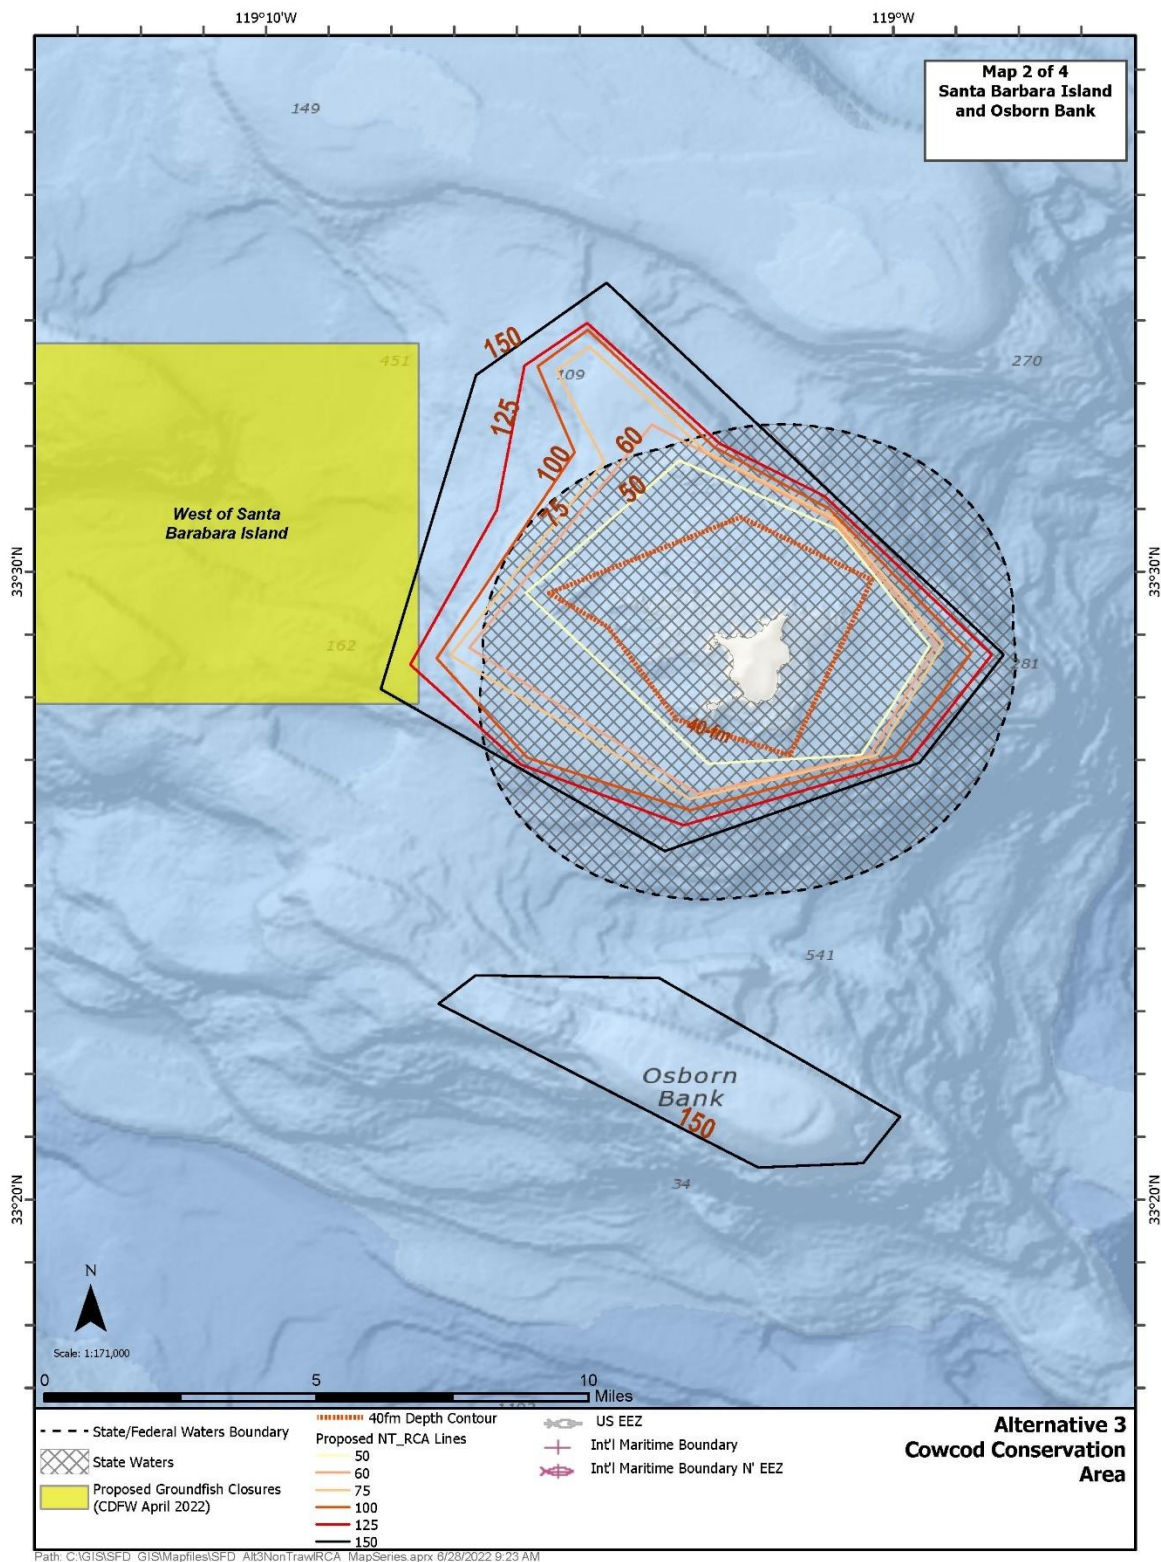 119°10'W
119°W
Map 2 of 4
Santa Barbara Island
and Osborn Bank
149
150
451
109
270
125
60
100
50
75
West of Santa
Barabara Island
33°30'N
33°30'N
162
281
40 fm
541
Osborn
Bank
150
34
33°20'N
33°20'N
N
Scale: 1:171,000
0
5
10
Miles
State/Federal Waters Boundary
State Waters
Proposed Groundfish Closures
(CDFW April 2022)
40fm Depth Contour
Proposed NT_RCA Lines
50
60
75
100
125
150
US EEZ
Int'l Maritime Boundary
Int'l Maritime Boundary N' EEZ
Alternative 3
Cowcod Conservation
Area
Path: C:\GIS\SFD_GIS\Mapfiles\SFD_Alt3NonTrawlRCA_MapSeries.aprx 6/28/2022 9:23 AM